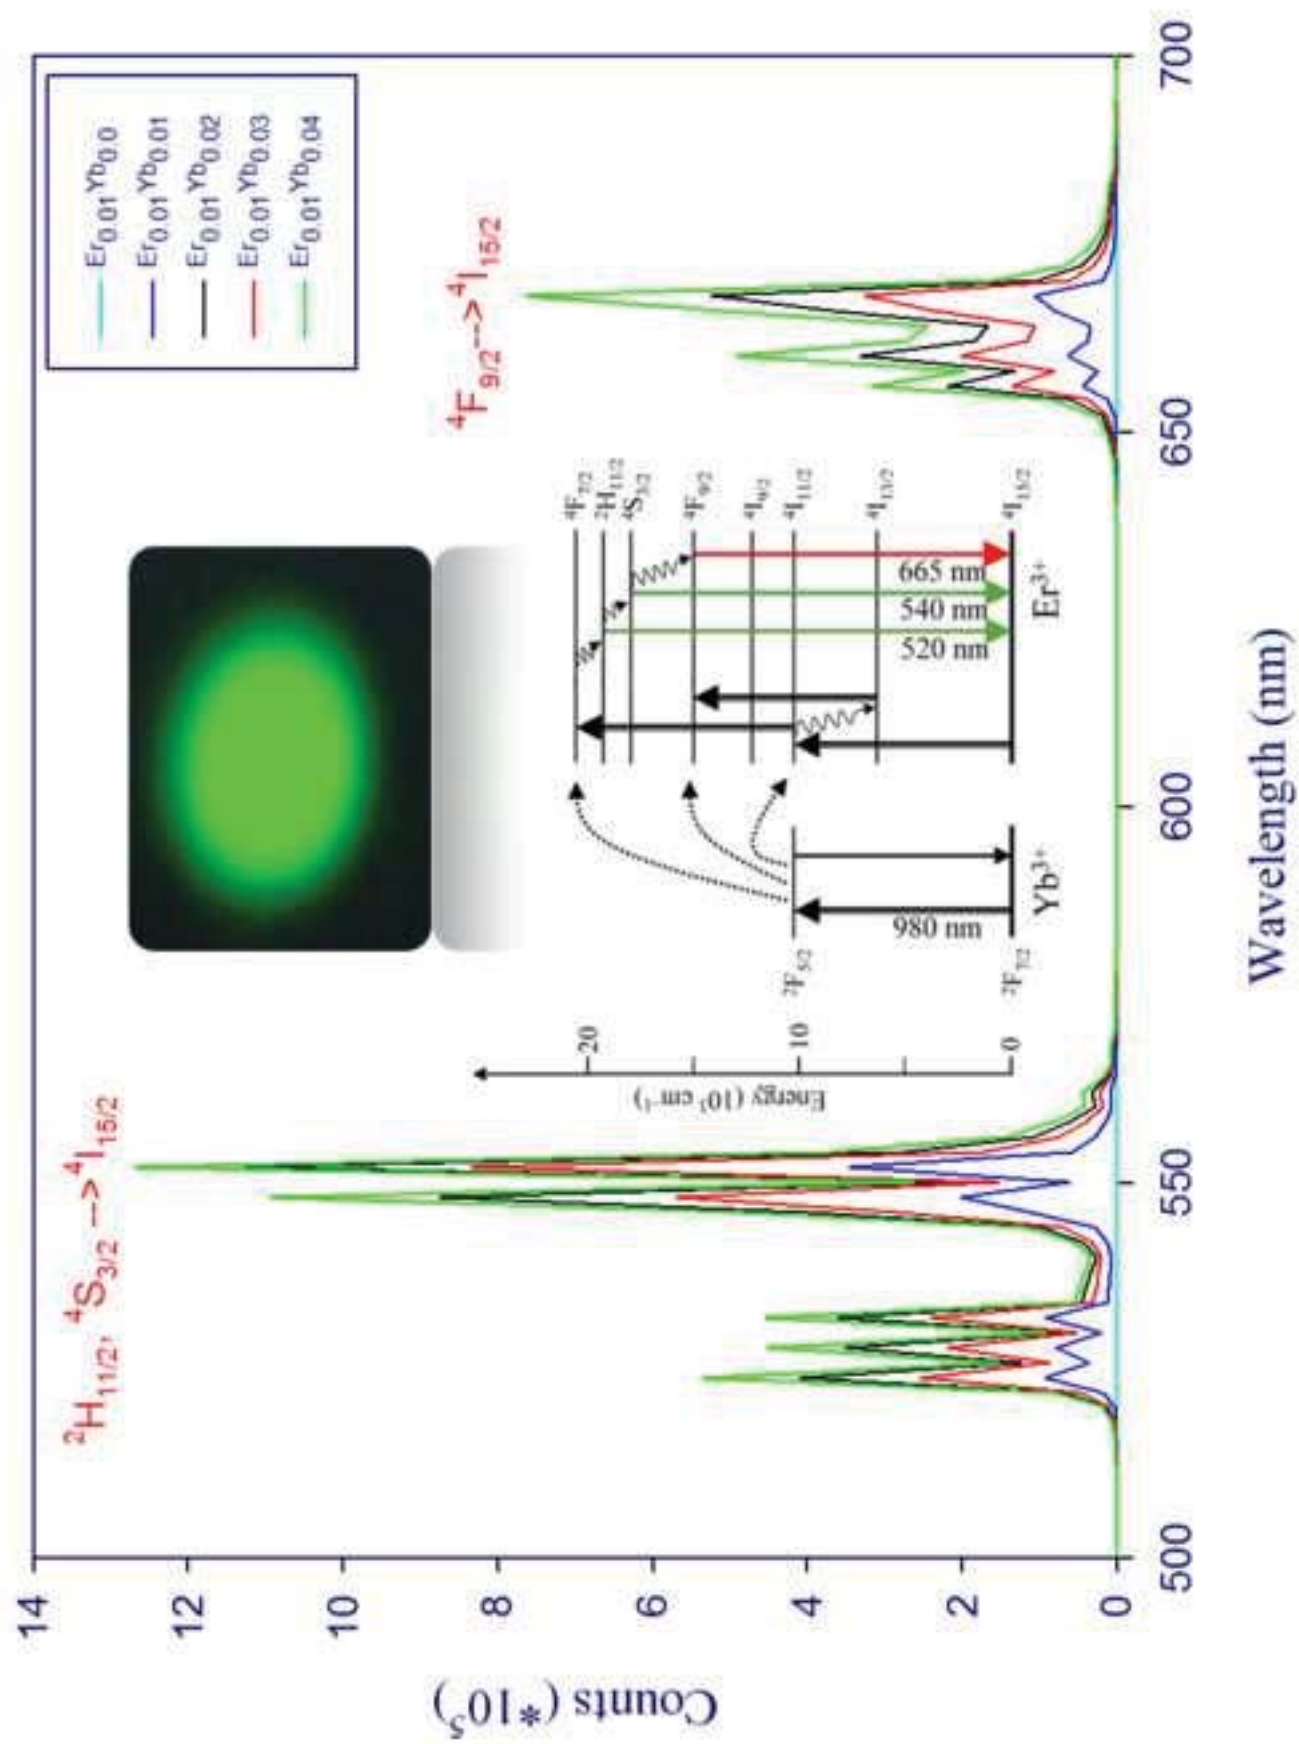 14
12
10
8
6
4
2
0
Counts (*10⁵)
500
550
600
650
700
Wavelength (nm)
²H₁₁/₂, ⁴S₃/₂-->⁴I₁₅/₂
⁴F₉/₂-->⁴I₁₅/₂
Er₀.₀₁Yb₀.₀
Er₀.₀₁Yb₀.₀₁
Er₀.₀₁Yb₀.₀₂
Er₀.₀₁Yb₀.₀₃
Er₀.₀₁Yb₀.₀₄
Energy (10³ cm⁻¹)
20
10
0
²F₅/₂
²F₇/₂
980 nm
Yb³⁺
⁴F₇/₂
²H₁₁/₂
⁴S₃/₂
⁴F₉/₂
⁴I₉/₂
⁴I₁₁/₂
⁴I₁₃/₂
⁴I₁₅/₂
665 nm
540 nm
520 nm
Er³⁺